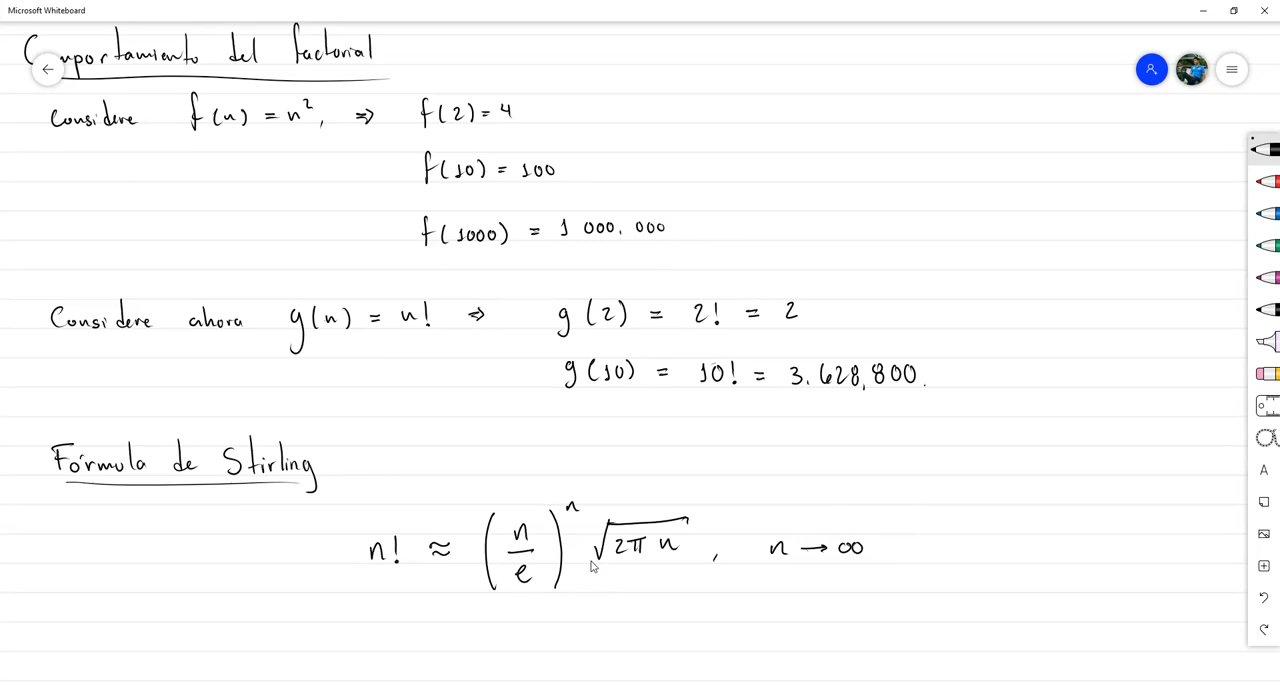 Microsoft Whiteboard
Comportamiento del factorial
Considere f(n) = n², ⇒ f(2) = 4
f(10) = 100
f(1000) = 1 000.000
Considere ahora g(n) = n! ⇒ g(2) = 2! = 2
g(10) = 10! = 3.628,800.
Fórmula de Stirling
n! ≈ (n/e)ⁿ √(2π n), n → ∞